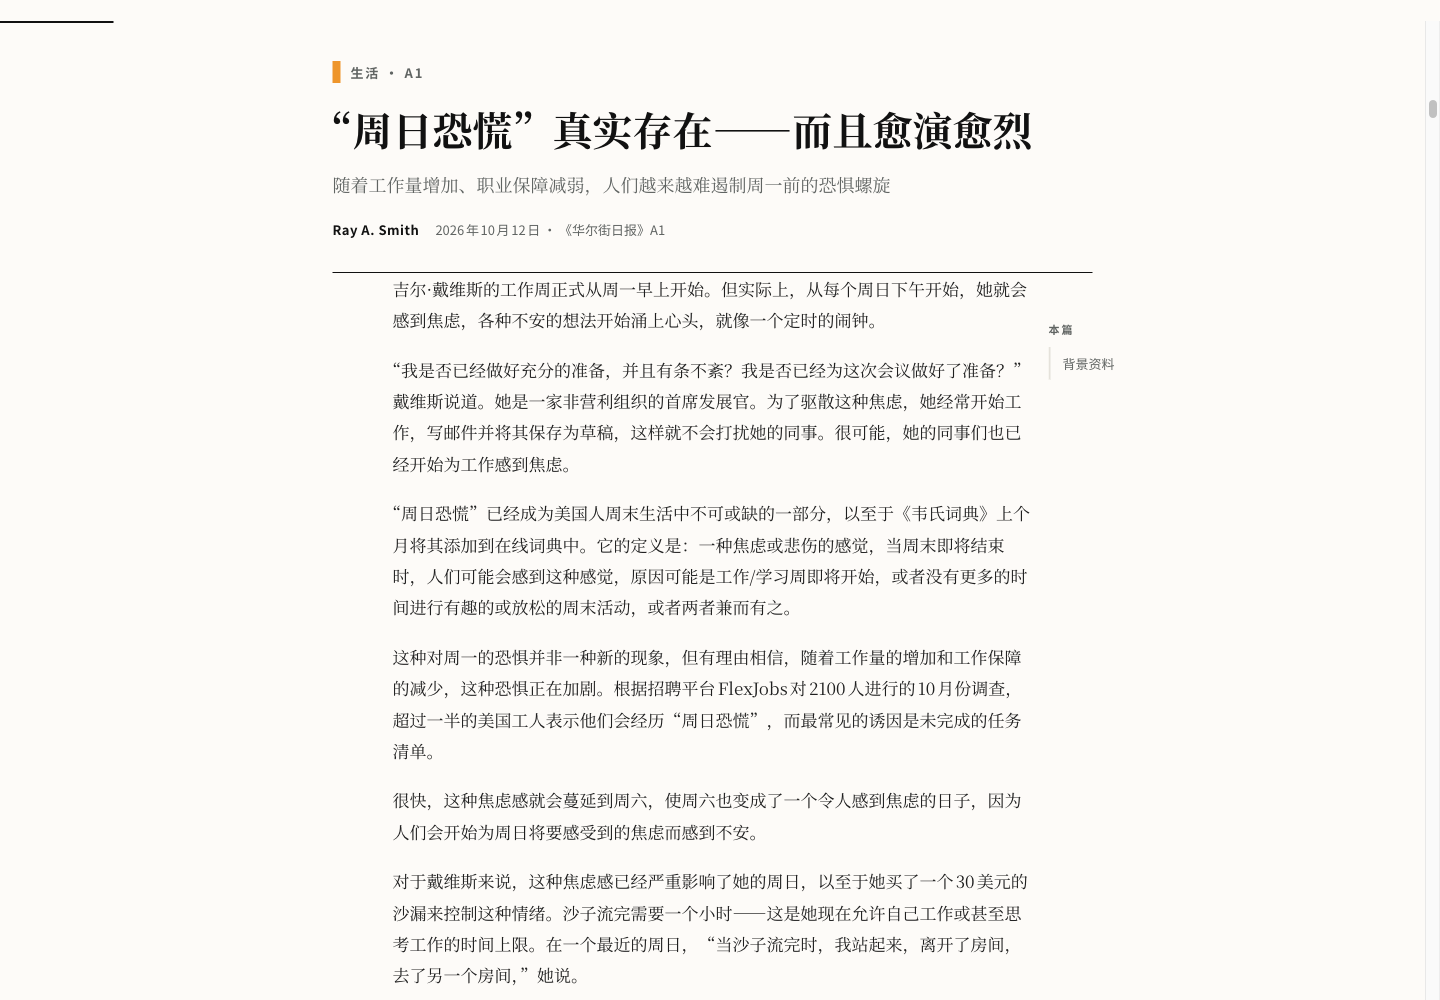 生活 · A1
“周日恐慌”真实存在——而且愈演愈烈
随着工作量增加、职业保障减弱，人们越来越难遏制周一前的恐惧螺旋
Ray A. Smith 2026年10月12日 · 《华尔街日报》A1
吉尔·戴维斯的工作周正式从周一早上开始。但实际上，从每个周日下午开始，她就会
感到焦虑，各种不安的想法开始涌上心头，就像一个定时的闹钟。
本篇
背景资料
“我是否已经做好充分的准备，并且有条不紊？我是否已经为这次会议做好了准备？”
戴维斯说道。她是一家非营利组织的首席发展官。为了驱散这种焦虑，她经常开始工
作，写邮件并将其保存为草稿，这样就不会打扰她的同事。很可能，她的同事们也已
经开始为工作感到焦虑。
“周日恐慌”已经成为美国人周末生活中不可或缺的一部分，以至于《韦氏词典》上个
月将其添加到在线词典中。它的定义是：一种焦虑或悲伤的感觉，当周末即将结束
时，人们可能会感到这种感觉，原因可能是工作/学习周即将开始，或者没有更多的时
间进行有趣的或放松的周末活动，或者两者兼而有之。
这种对周一的恐惧并非一种新的现象，但有理由相信，随着工作量的增加和工作保障
的减少，这种恐惧正在加剧。根据招聘平台 FlexJobs 对 2100 人进行的 10 月份调查，
超过一半的美国工人表示他们会经历“周日恐慌”，而最常见的诱因是未完成的任务
清单。
很快，这种焦虑感就会蔓延到周六，使周六也变成了一个令人感到焦虑的日子，因为
人们会开始为周日将要感受到的焦虑而感到不安。
对于戴维斯来说，这种焦虑感已经严重影响了她的周日，以至于她买了一个 30 美元的
沙漏来控制这种情绪。沙子流完需要一个小时——这是她现在允许自己工作或甚至思
考工作的时间上限。在一个最近的周日，“当沙子流完时，我站起来，离开了房间，
去了另一个房间，”她说。